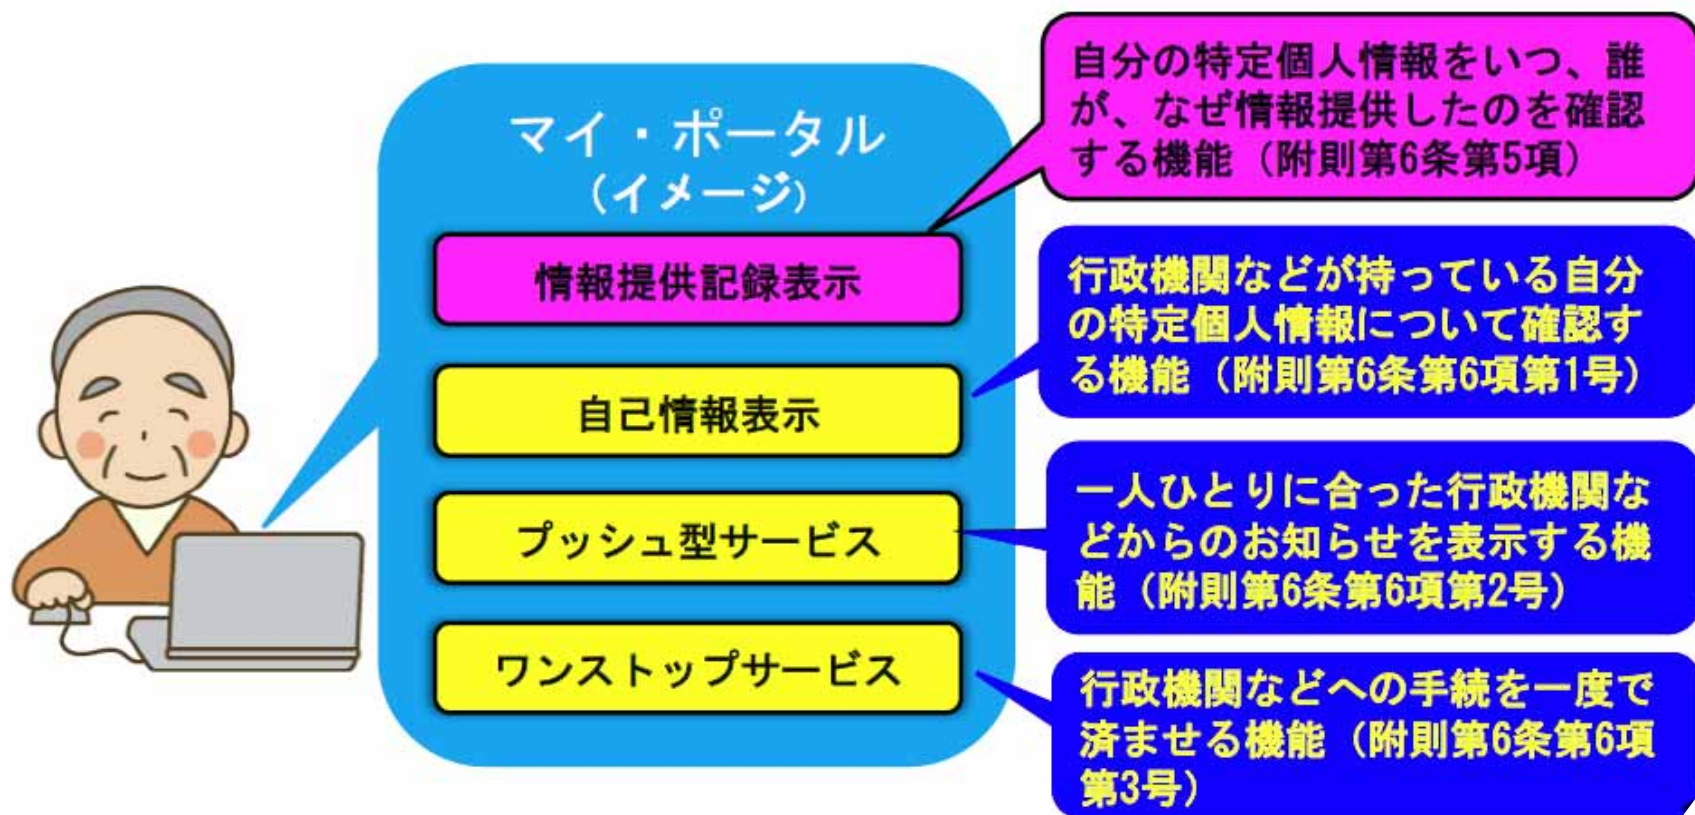 マイ・ポータル
（イメージ）
情報提供記録表示
自己情報表示
プッシュ型サービス
ワンストップサービス
自分の特定個人情報をいつ、誰
が、なぜ情報提供したのを確認
する機能（附則第6条第5項）
行政機関などが持っている自分
の特定個人情報について確認す
る機能（附則第6条第6項第1号）
一人ひとりに合った行政機関な
どからのお知らせを表示する機
能（附則第6条第6項第2号）
行政機関などへの手続を一度で
済ませる機能（附則第6条第6項
第3号）